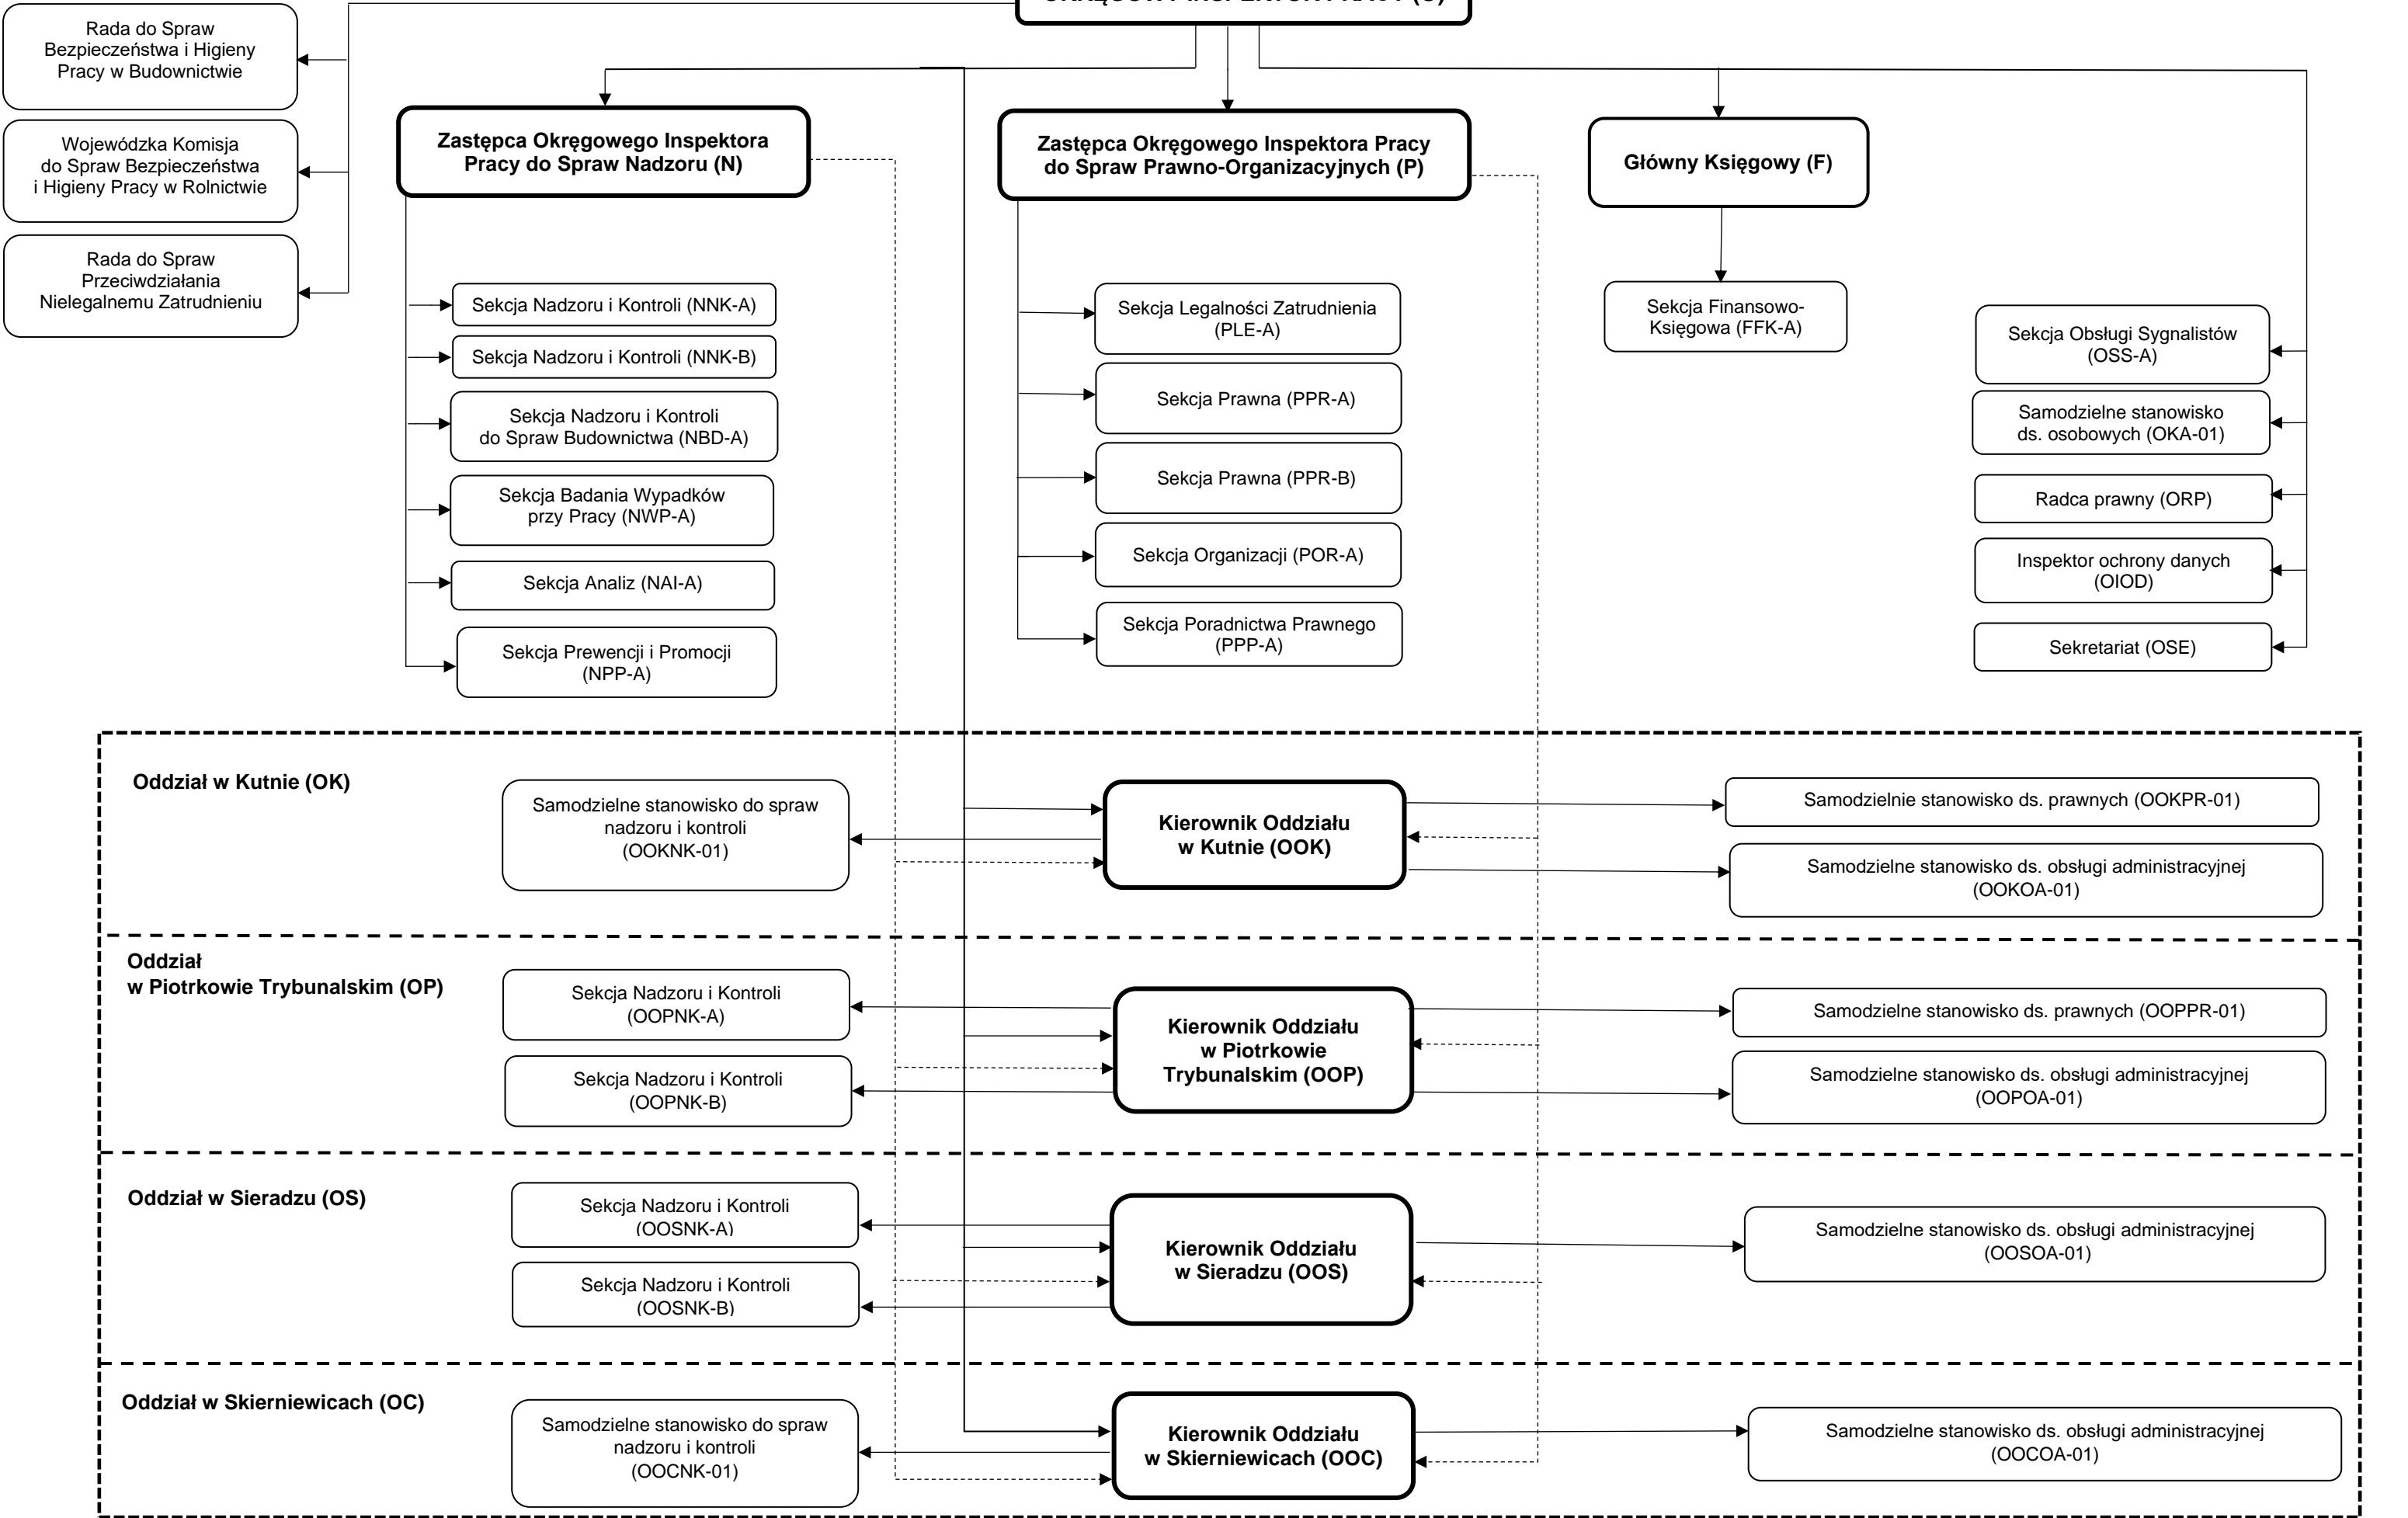 OKRĘGOWY INSPEKTOR PRACY (O)
Rada do Spraw
Bezpieczeństwa i Higieny
Pracy w Budownictwie
Wojewódzka Komisja
do Spraw Bezpieczeństwa
i Higieny Pracy w Rolnictwie
Rada do Spraw
Przeciwdziałania
Nielegalnemu Zatrudnieniu
Zastępca Okręgowego Inspektora
Pracy do Spraw Nadzoru (N)
Zastępca Okręgowego Inspektora Pracy
do Spraw Prawno-Organizacyjnych (P)
Główny Księgowy (F)
Sekcja Nadzoru i Kontroli (NNK-A)
Sekcja Nadzoru i Kontroli (NNK-B)
Sekcja Nadzoru i Kontroli
do Spraw Budownictwa (NBD-A)
Sekcja Badania Wypadków
przy Pracy (NWP-A)
Sekcja Analiz (NAI-A)
Sekcja Prewencji i Promocji
(NPP-A)
Sekcja Legalności Zatrudnienia
(PLE-A)
Sekcja Prawna (PPR-A)
Sekcja Prawna (PPR-B)
Sekcja Organizacji (POR-A)
Sekcja Poradnictwa Prawnego
(PPP-A)
Sekcja Finansowo-
Księgowa (FFK-A)
Sekcja Obsługi Sygnalistów
(OSS-A)
Samodzielne stanowisko
ds. osobowych (OKA-01)
Radca prawny (ORP)
Inspektor ochrony danych
(OIOD)
Sekretariat (OSE)
Oddział w Kutnie (OK)
Samodzielne stanowisko do spraw
nadzoru i kontroli
(OOKNK-01)
Kierownik Oddziału
w Kutnie (OOK)
Samodzielnie stanowisko ds. prawnych (OOKPR-01)
Samodzielne stanowisko ds. obsługi administracyjnej
(OOKOA-01)
Oddział
w Piotrkowie Trybunalskim (OP)
Sekcja Nadzoru i Kontroli
(OOPNK-A)
Sekcja Nadzoru i Kontroli
(OOPNK-B)
Kierownik Oddziału
w Piotrkowie
Trybunalskim (OOP)
Samodzielne stanowisko ds. prawnych (OOPPR-01)
Samodzielne stanowisko ds. obsługi administracyjnej
(OOPOA-01)
Oddział w Sieradzu (OS)
Sekcja Nadzoru i Kontroli
(OOSNK-A)
Sekcja Nadzoru i Kontroli
(OOSNK-B)
Kierownik Oddziału
w Sieradzu (OOS)
Samodzielne stanowisko ds. obsługi administracyjnej
(OOSOA-01)
Oddział w Skierniewicach (OC)
Samodzielne stanowisko do spraw
nadzoru i kontroli
(OOCNK-01)
Kierownik Oddziału
w Skierniewicach (OOC)
Samodzielne stanowisko ds. obsługi administracyjnej
(OOCOA-01)